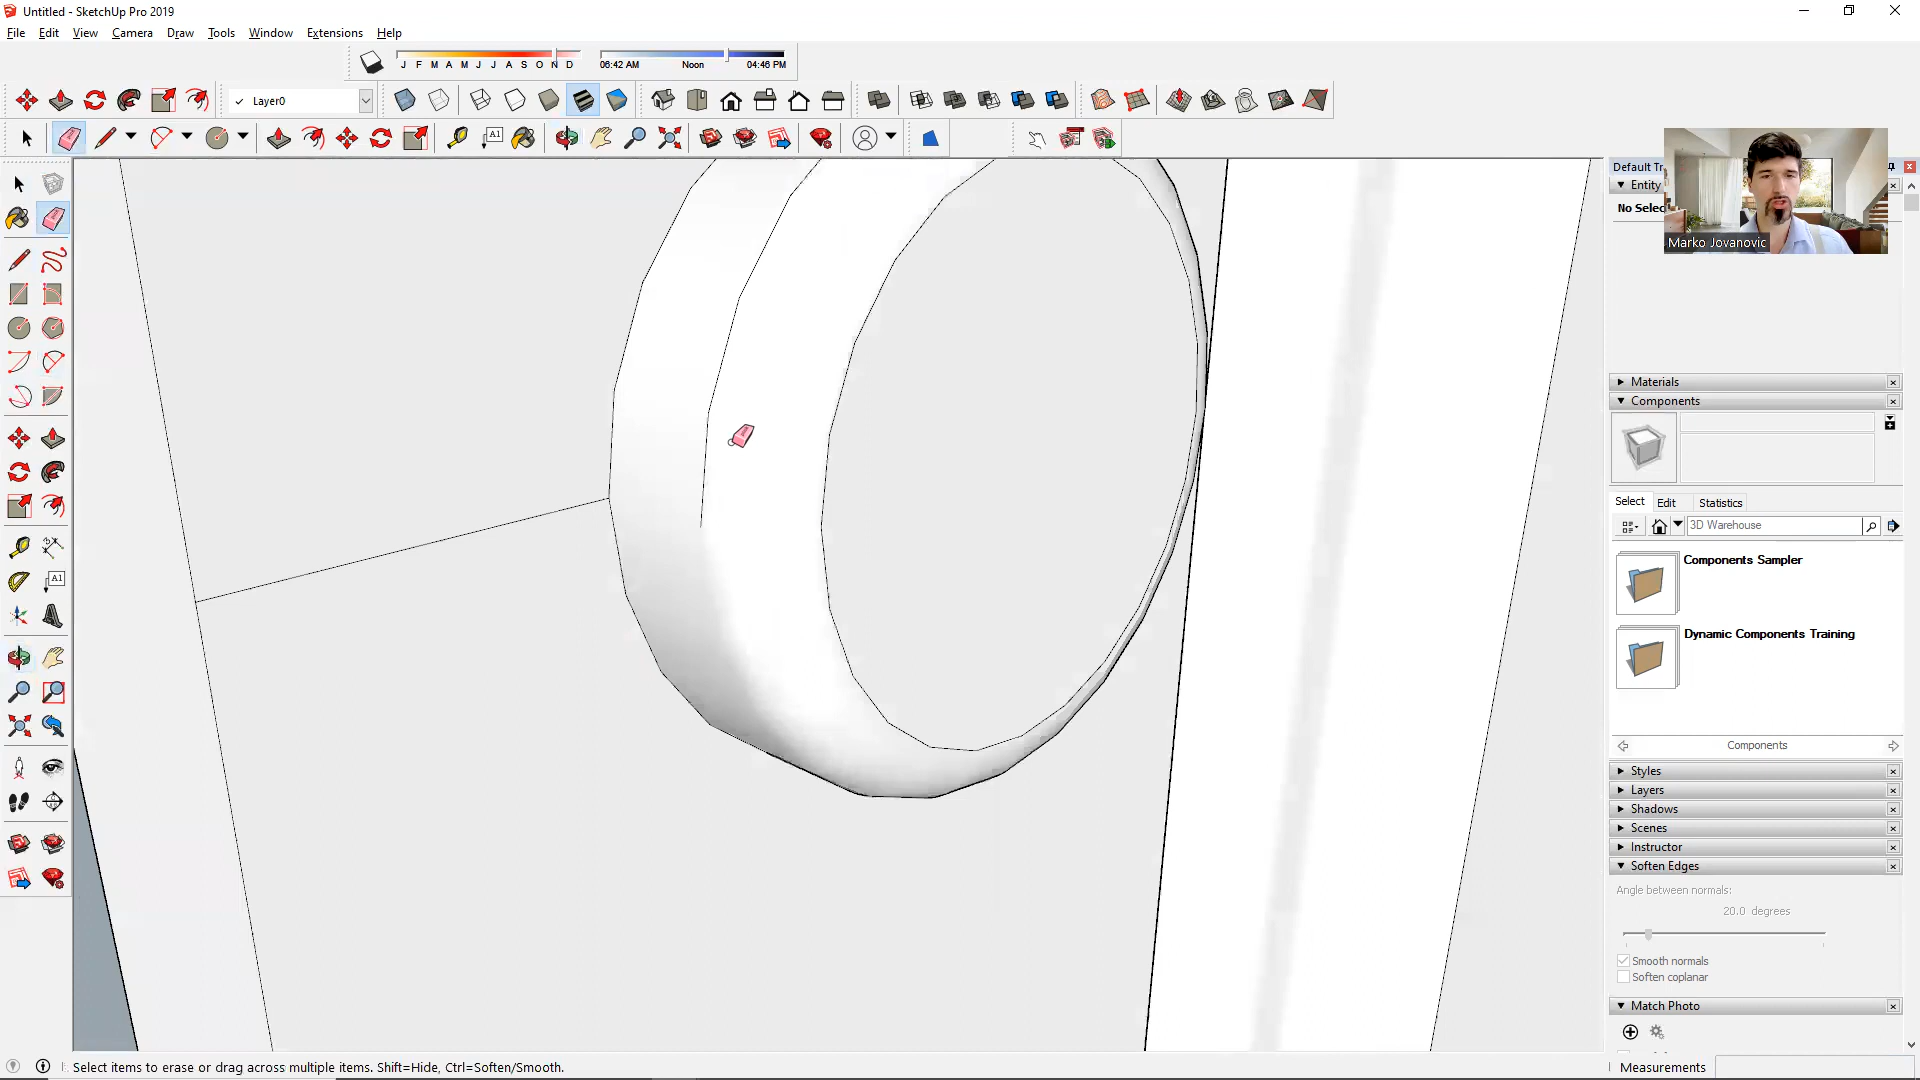 Untitled - SketchUp Pro 2019
File Edit View Camera Draw Tools Window Extensions Help
J F M A M J J A S O N D
06:42 AM Noon 04:46 PM
Layer0
A1
Default Tr
Entity
No Selec
Marko Jovanovic
Materials
Components
Select Edit Statistics
3D Warehouse
Components Sampler
A1
Dynamic Components Training
Components
Styles
Layers
Shadows
Scenes
Instructor
Soften Edges
Angle between normals:
20.0 degrees
Smooth normals
Soften coplanar
Match Photo
Select items to erase or drag across multiple items. Shift=Hide, Ctrl=Soften/Smooth.
Measurements